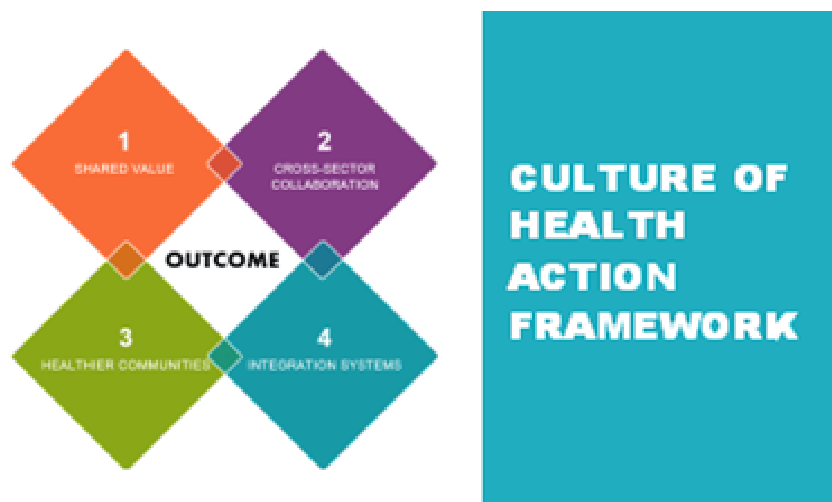 1
SHARED VALUE
2
CROSS-SECTOR
COLLABORATION
OUTCOME
3
HEALTHIER COMMUNITIES
4
INTEGRATION SYSTEMS
CULTURE OF
HEALTH
ACTION
FRAMEWORK